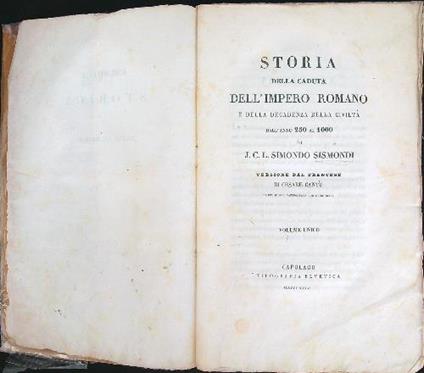 STORIA
DELLA CADUTA
DELL'IMPERO ROMANO
E DELLA DECADENZA DELLA CIVILTÀ
DALL'ANNO 250 AL 1000
DI
J. C. L. SIMONDO SISMONDI
VERSIONE DAL FRANCESE
DI CESARE CANTÙ
VOLUME UNICO
CAPOLAGO
TIPOGRAFIA ELVETICA